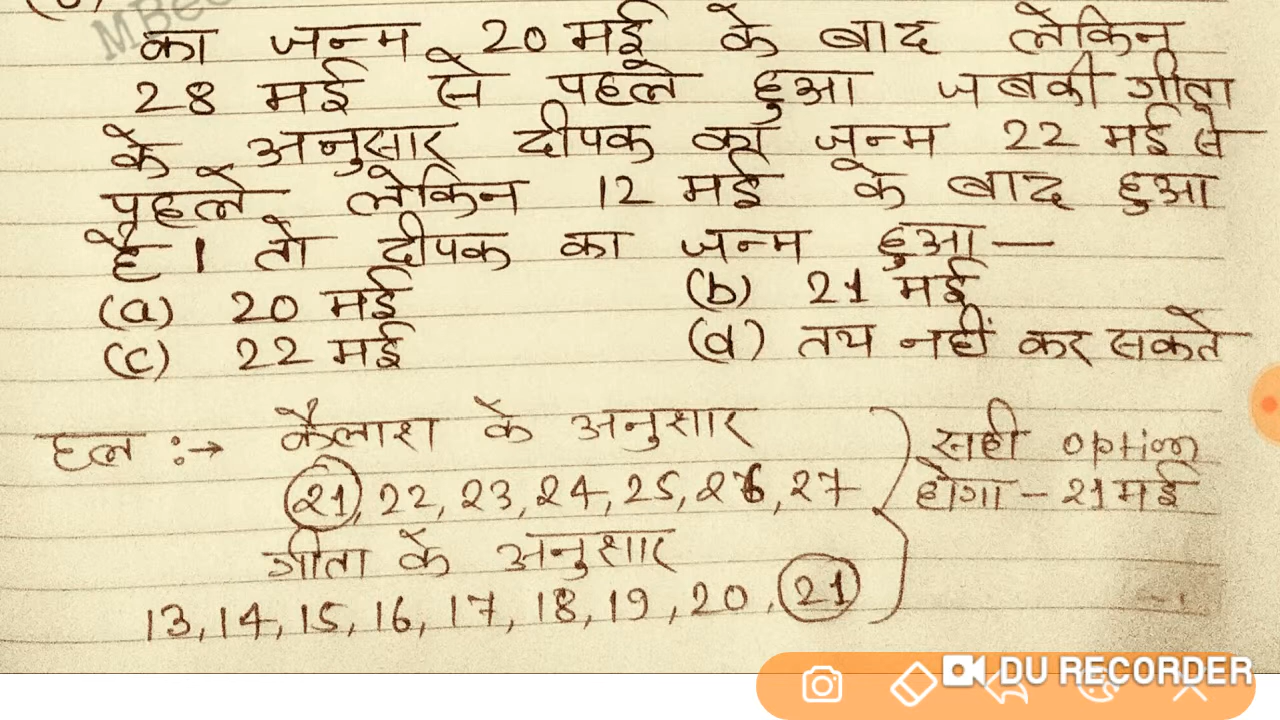 का जन्म 20 मई के बाद लेकिन
28 मई से पहले हुआ जबकी गीता
के अनुसार दीपक का जन्म 22 मई से
पहले लेकिन 12 मई के बाद हुआ
है। तो दीपक का जन्म हुआ —
(a) 20 मई (b) 21 मई
(c) 22 मई (d) तय नहीं कर सकते
हल :→ कैलाश के अनुसार
21, 22, 23, 24, 25, 26, 27
गीता के अनुसार
13, 14, 15, 16, 17, 18, 19, 20, 21
सही option
होगा - 21 मई
DU RECORDER